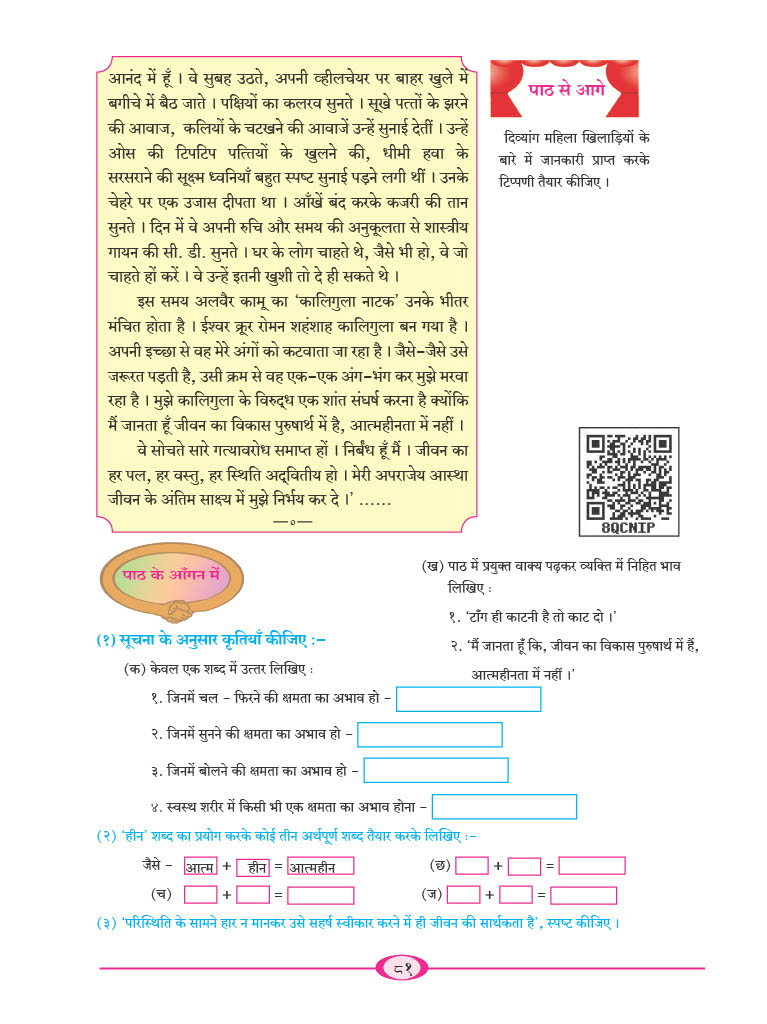 आनंद में हूँ । वे सुबह उठते, अपनी व्हीलचेयर पर बाहर खुले में
बगीचे में बैठ जाते । पक्षियों का कलरव सुनते । सूखे पत्तों के झरने
की आवाज, कलियों के चटखने की आवाजें उन्हें सुनाई देतीं । उन्हें
ओस की टिपटिप पत्तियों के खुलने की, धीमी हवा के
सरसराने की सूक्ष्म ध्वनियाँ बहुत स्पष्ट सुनाई पड़ने लगी थीं । उनके
चेहरे पर एक उजास दीपता था । आँखें बंद करके कजरी की तान
सुनते । दिन में वे अपनी रुचि और समय की अनुकूलता से शास्त्रीय
गायन की सी. डी. सुनते । घर के लोग चाहते थे, जैसे भी हो, वे जो
चाहते हों करें । वे उन्हें इतनी खुशी तो दे ही सकते थे ।
इस समय अलवैर कामू का ‘कालिगुला नाटक’ उनके भीतर
मंचित होता है । ईश्वर क्रूर रोमन शहंशाह कालिगुला बन गया है ।
अपनी इच्छा से वह मेरे अंगों को कटवाता जा रहा है । जैसे-जैसे उसे
जरूरत पड़ती है, उसी क्रम से वह एक-एक अंग-भंग कर मुझे मरवा
रहा है । मुझे कालिगुला के विरुद्ध एक शांत संघर्ष करना है क्योंकि
मैं जानता हूँ जीवन का विकास पुरुषार्थ में है, आत्महीनता में नहीं ।
वे सोचते सारे गत्यावरोध समाप्त हों । निर्बंध हूँ मैं । जीवन का
हर पल, हर वस्तु, हर स्थिति अद्वितीय हो । मेरी अपराजेय आस्था
जीवन के अंतिम साक्ष्य में मुझे निर्भय कर दे ।’ ......
—०—
पाठ से आगे
दिव्यांग महिला खिलाड़ियों के
बारे में जानकारी प्राप्त करके
टिप्पणी तैयार कीजिए ।
8QCNIP
पाठ के आँगन में
(१) सूचना के अनुसार कृतियाँ कीजिए :-
(क) केवल एक शब्द में उत्तर लिखिए :
१. जिनमें चल - फिरने की क्षमता का अभाव हो -
२. जिनमें सुनने की क्षमता का अभाव हो -
३. जिनमें बोलने की क्षमता का अभाव हो -
४. स्वस्थ शरीर में किसी भी एक क्षमता का अभाव होना -
(ख) पाठ में प्रयुक्त वाक्य पढ़कर व्यक्ति में निहित भाव
लिखिए :
१. ‘टाँग ही काटनी है तो काट दो ।’
२. ‘मैं जानता हूँ कि, जीवन का विकास पुरुषार्थ में हैं,
आत्महीनता में नहीं ।’
(२) ‘हीन’ शब्द का प्रयोग करके कोई तीन अर्थपूर्ण शब्द तैयार करके लिखिए :-
जैसे - आत्म + हीन = आत्महीन (छ) + =
(च) + = (ज) + =
(३) ‘परिस्थिति के सामने हार न मानकर उसे सहर्ष स्वीकार करने में ही जीवन की सार्थकता है’, स्पष्ट कीजिए ।
८१